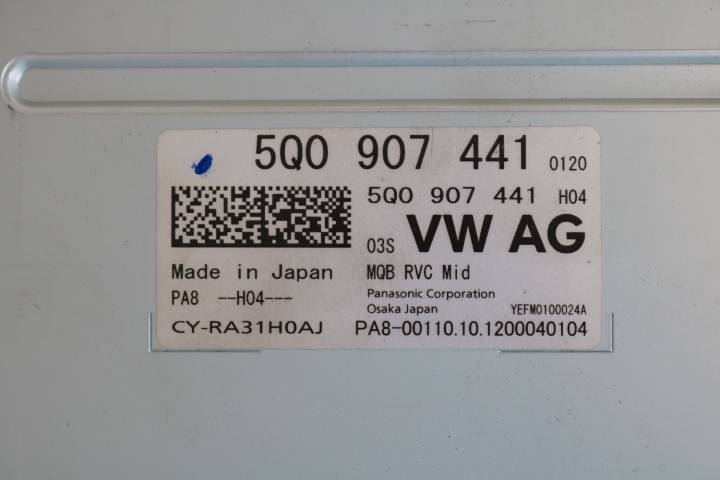 5Q0 907 441 0120
5Q0 907 441 H04
03S VW AG
Made in Japan MQB RVC Mid
PA8 --H04--- Panasonic Corporation
Osaka Japan YEFM0100024A
CY-RA31H0AJ PA8-00110.10.1200040104